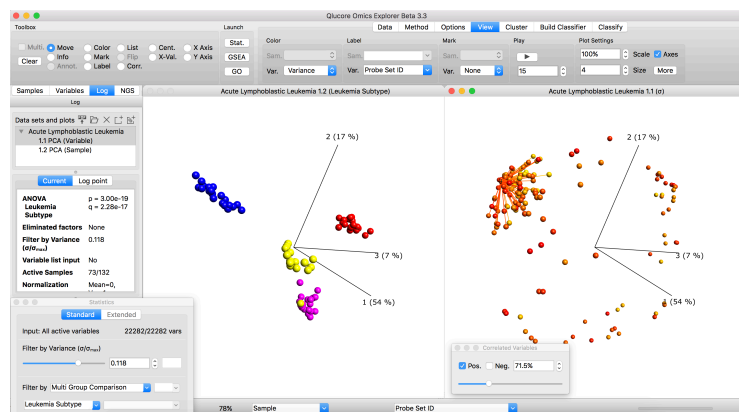 Qlucore Omics Explorer Beta 3.3
Toolbox
Launch
Data Method Options View Cluster Build Classifier Classify
Multi. Move Color List Cent. X Axis
Info Mark Flip X-Val. Y Axis
Clear Annot. Label Corr.
Stat.
GSEA
GO
Color Label Mark Play Plot Settings
Sam. Sam. Sam. 100% Scale Axes
Var. Variance Var. Probe Set ID Var. None 15 4 Size More
Samples Variables Log NGS
Log
Acute Lymphoblastic Leukemia 1.2 (Leukemia Subtype)
Acute Lymphoblastic Leukemia 1.1 (σ)
Data sets and plots
Acute Lymphoblastic Leukemia
1.1 PCA (Variable)
1.2 PCA (Sample)
Current Log point
ANOVA p = 3.00e-19
Leukemia q = 2.28e-17
Subtype
Eliminated factors None
Filter by Variance 0.118
(σ/σmax)
Variable list input No
Active Samples 73/132
Normalization Mean=0,
2 (17 %)
3 (7 %)
1 (54 %)
2 (17 %)
3 (7 %)
1 (54 %)
Statistics
Standard Extended
Input: All active variables 22282/22282 vars
Filter by Variance (σ/σmax)
0.118
Filter by Multi Group Comparison
Leukemia Subtype
Correlated Variables
Pos. Neg. 71.5%
78% Sample Probe Set ID